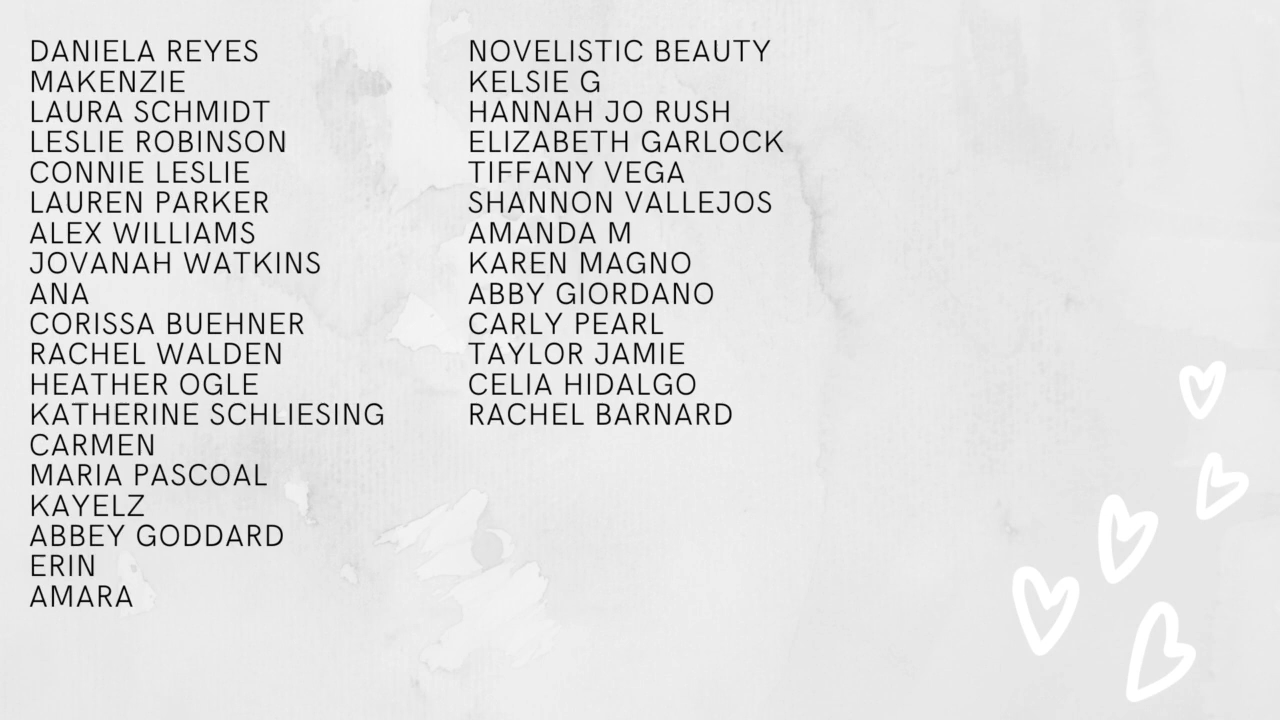 DANIELA REYES
MAKENZIE
LAURA SCHMIDT
LESLIE ROBINSON
CONNIE LESLIE
LAUREN PARKER
ALEX WILLIAMS
JOVANAH WATKINS
ANA
CORISSA BUEHNER
RACHEL WALDEN
HEATHER OGLE
KATHERINE SCHLIESING
CARMEN
MARIA PASCOAL
KAYELZ
ABBEY GODDARD
ERIN
AMARA
NOVELISTIC BEAUTY
KELSIE G
HANNAH JO RUSH
ELIZABETH GARLOCK
TIFFANY VEGA
SHANNON VALLEJOS
AMANDA M
KAREN MAGNO
ABBY GIORDANO
CARLY PEARL
TAYLOR JAMIE
CELIA HIDALGO
RACHEL BARNARD